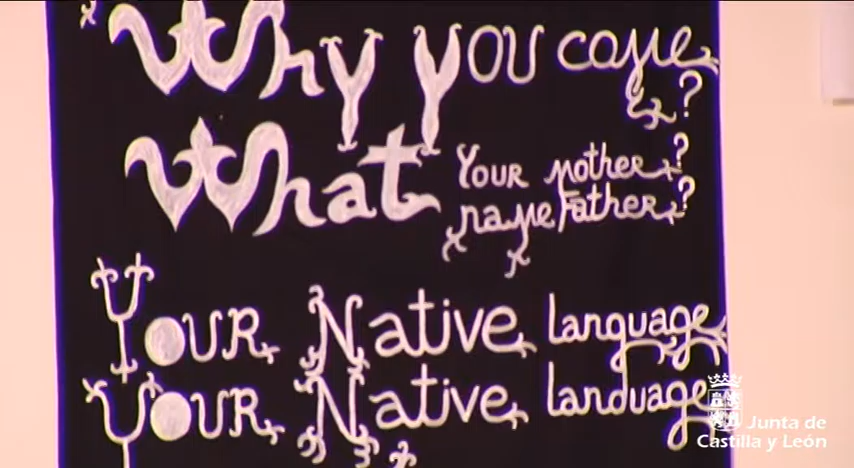 Why you come
?
What Your Mother?
name Father?
Your Native language
Your Native landuage
Junta de
Castilla y León